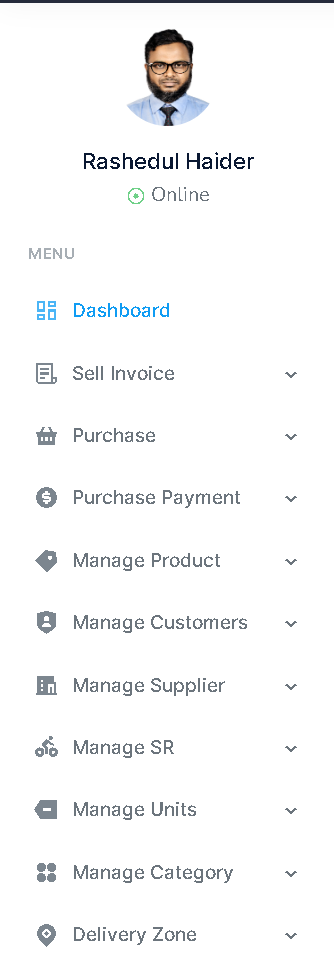 Rashedul Haider
Online
MENU
Dashboard
Sell Invoice
Purchase
Purchase Payment
Manage Product
Manage Customers
Manage Supplier
Manage SR
Manage Units
Manage Category
Delivery Zone